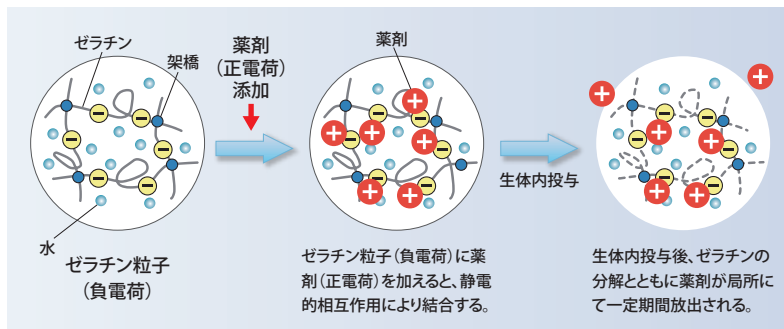 ゼラチン
架橋
水
ゼラチン粒子
(負電荷)
薬剤
(正電荷)
添加
薬剤
ゼラチン粒子(負電荷)に薬
剤(正電荷)を加えると、静電
的相互作用により結合する。
生体内投与
生体内投与後、ゼラチンの
分解とともに薬剤が局所に
て一定期間放出される。